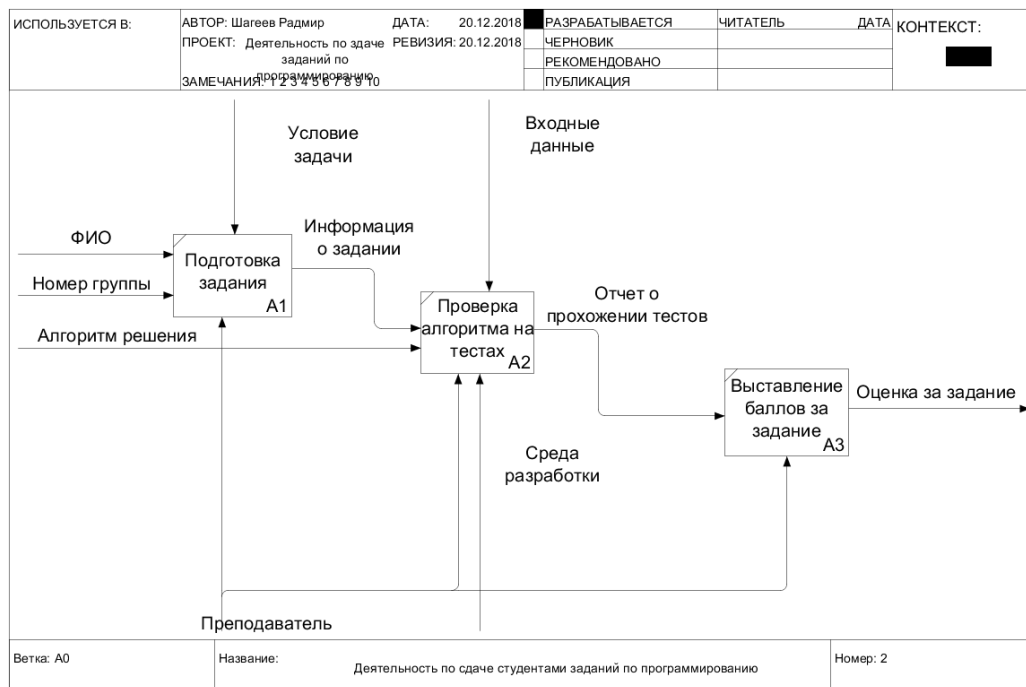 ИСПОЛЬЗУЕТСЯ В:
АВТОР: Шагеев Радмир
ДАТА: 20.12.2018
ПРОЕКТ: Деятельность по здаче
заданий по
программированию
РЕВИЗИЯ: 20.12.2018
ЗАМЕЧАНИЯ: 1 2 3 4 5 6 7 8 9 10
РАЗРАБАТЫВАЕТСЯ
ЧЕРНОВИК
РЕКОМЕНДОВАНО
ПУБЛИКАЦИЯ
ЧИТАТЕЛЬ
ДАТА
КОНТЕКСТ:
Условие
задачи
Входные
данные
ФИО
Номер группы
Алгоритм решения
Подготовка
задания
A1
Информация
о задании
Проверка
алгоритма на
тестах
A2
Отчет о
прохожении тестов
Выставление
баллов за
задание
A3
Оценка за задание
Среда
разработки
Преподаватель
Ветка: A0
Название:
Деятельность по сдаче студентами заданий по программированию
Номер: 2